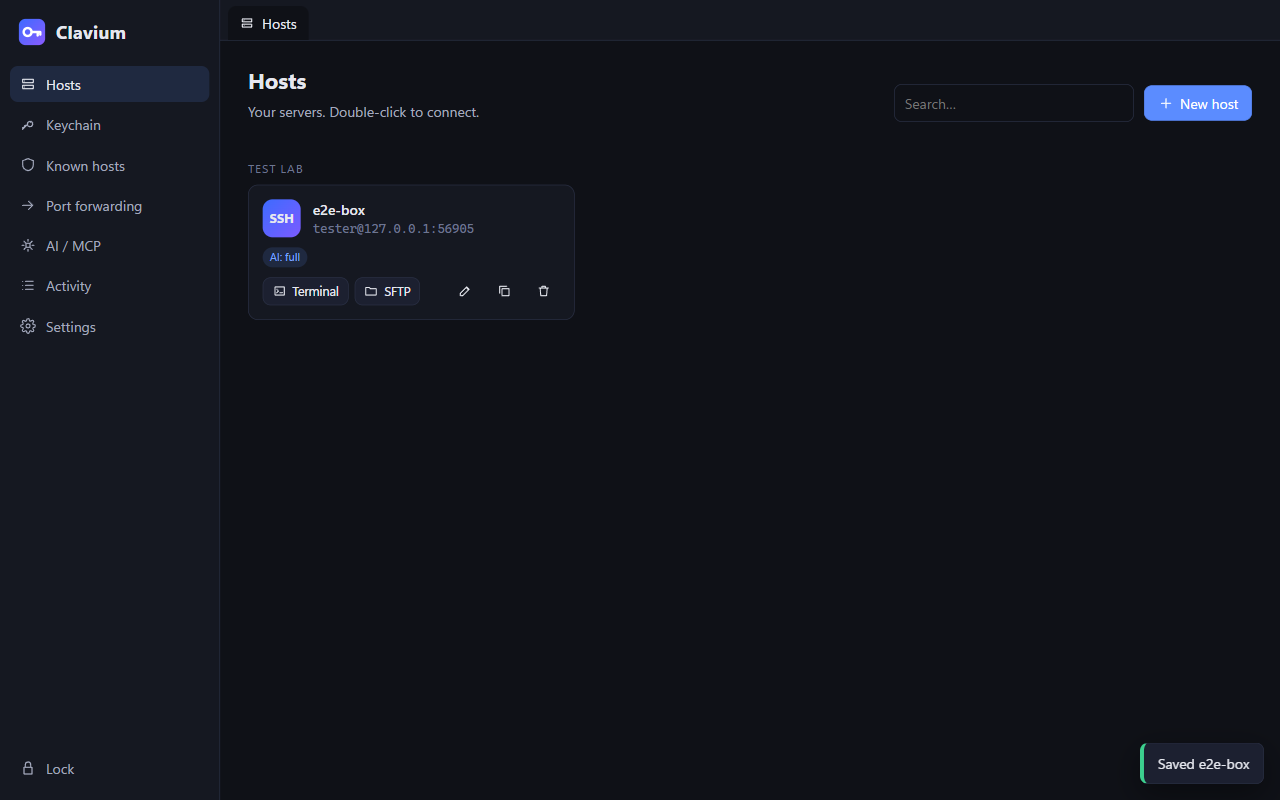 Clavium
Hosts
Keychain
Known hosts
Port forwarding
AI / MCP
Activity
Settings
Lock
Hosts
Hosts
Your servers. Double-click to connect.
Search...
New host
TEST LAB
SSH
e2e-box
tester@127.0.0.1:56905
AI: full
Terminal
SFTP
Saved e2e-box